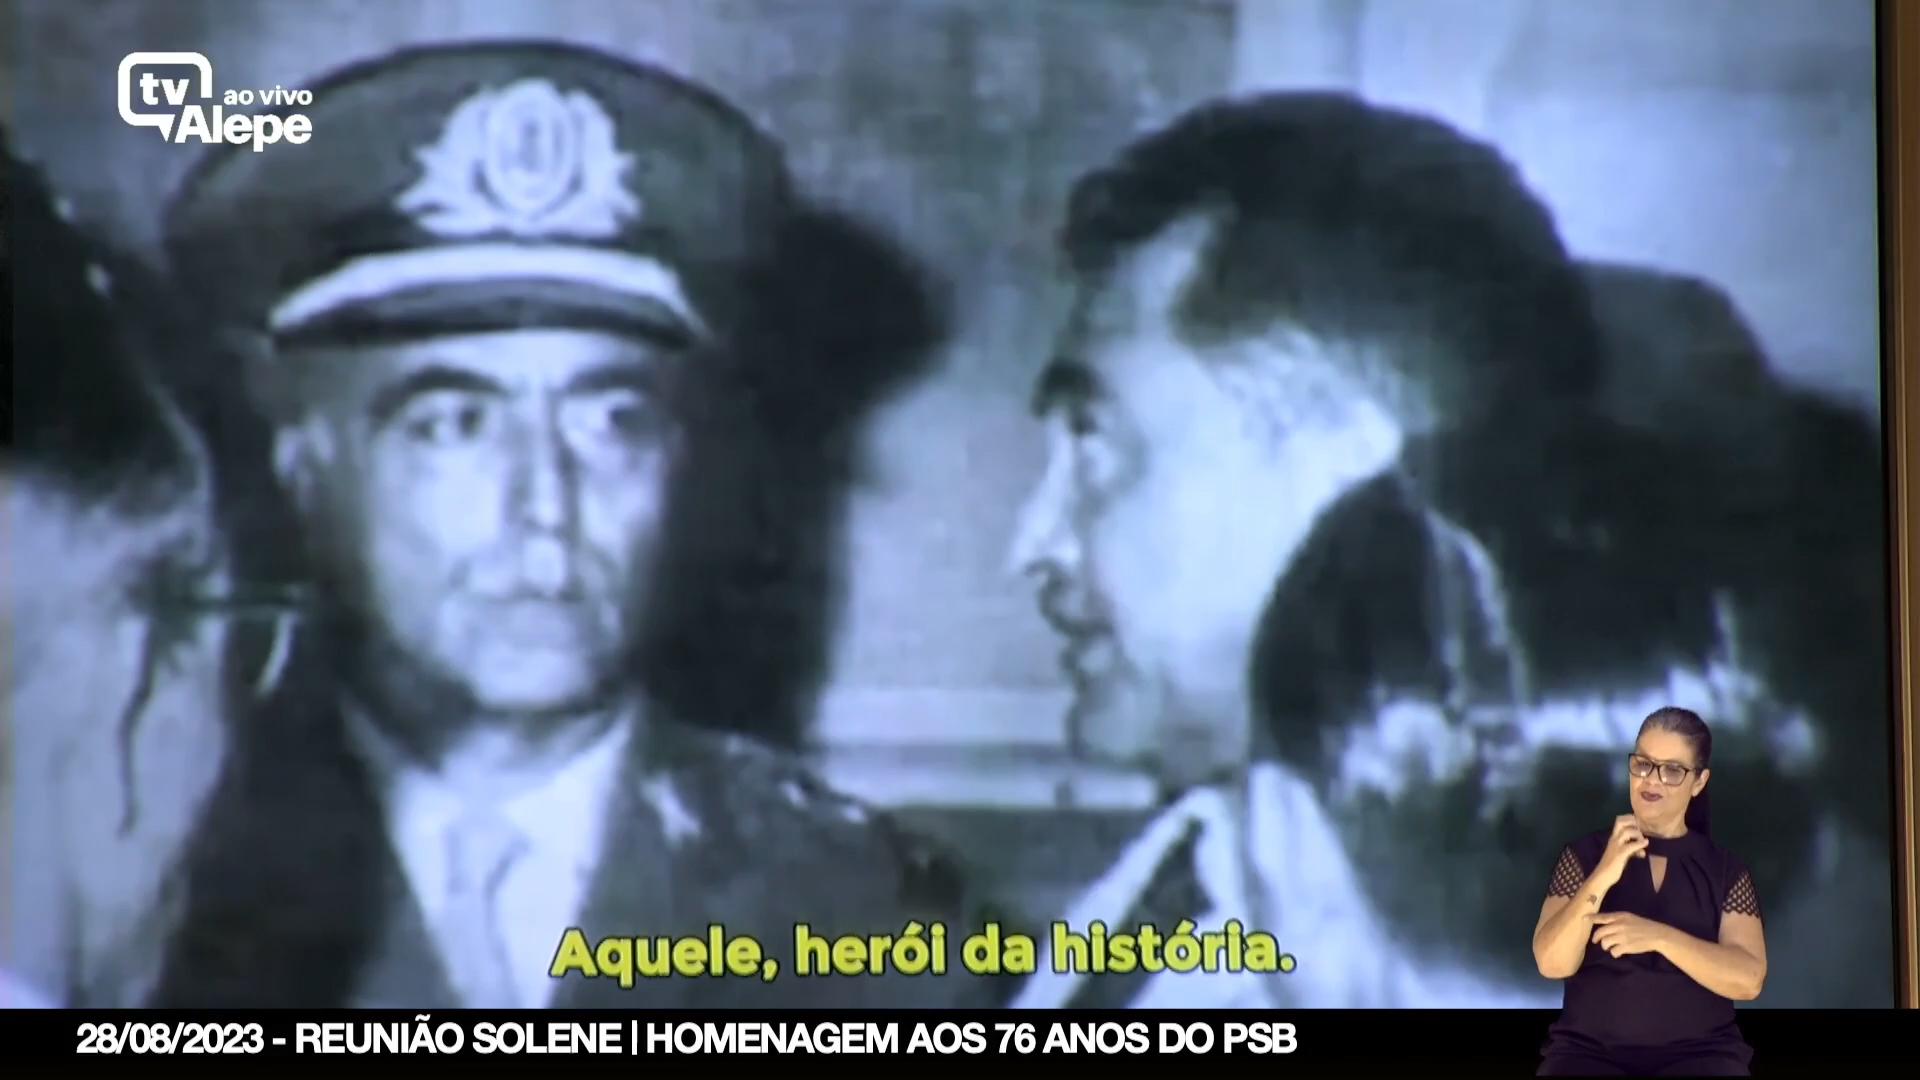 tv ao vivo
Alepe
Aquele, herói da história.
28/08/2023 - REUNIÃO SOLENE | HOMENAGEM AOS 76 ANOS DO PSB